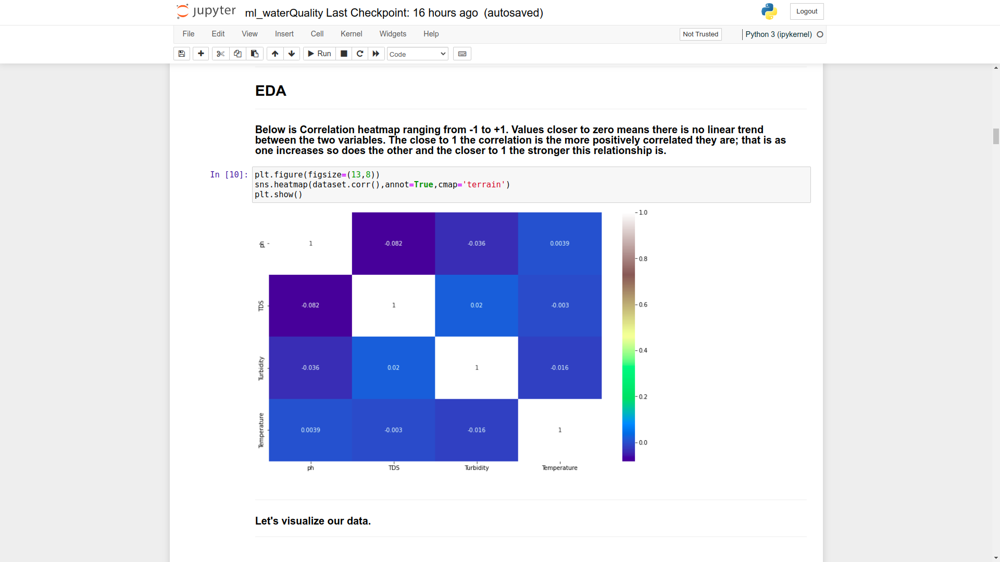 jupyter ml_waterQuality Last Checkpoint: 16 hours ago (autosaved) Logout
File Edit View Insert Cell Kernel Widgets Help Not Trusted Python 3 (ipykernel)
Run Code
EDA
Below is Correlation heatmap ranging from -1 to +1. Values closer to zero means there is no linear trend
between the two variables. The close to 1 the correlation is the more positively correlated they are; that is as
one increases so does the other and the closer to 1 the stronger this relationship is.
In [10]: plt.figure(figsize=(13,8))
sns.heatmap(dataset.corr(),annot=True,cmap='terrain')
plt.show()
1.0
ph 1 -0.082 -0.036 0.0039
0.8
TDS -0.082 1 0.02 -0.003
0.6
0.4
Turbidity -0.036 0.02 1 -0.016
0.2
Temperature 0.0039 -0.003 -0.016 1
0.0
ph TDS Turbidity Temperature
Let's visualize our data.